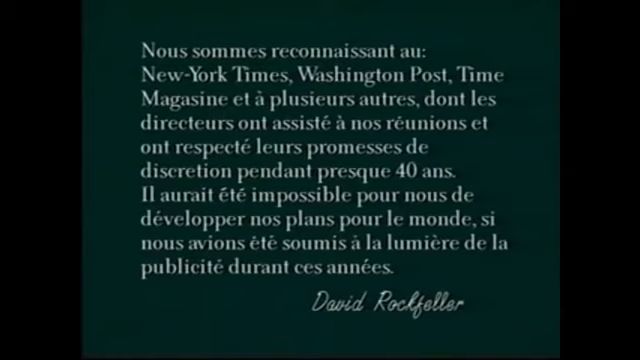 Nous sommes reconnaissant au:
New-York Times, Washington Post, Time
Magasine et à plusieurs autres, dont les
directeurs ont assisté à nos réunions et
ont respecté leurs promesses de
discretion pendant presque 40 ans.
Il aurait été impossible pour nous de
développer nos plans pour le monde, si
nous avions été soumis à la lumière de la
publicité durant ces années.
David Rockfeller